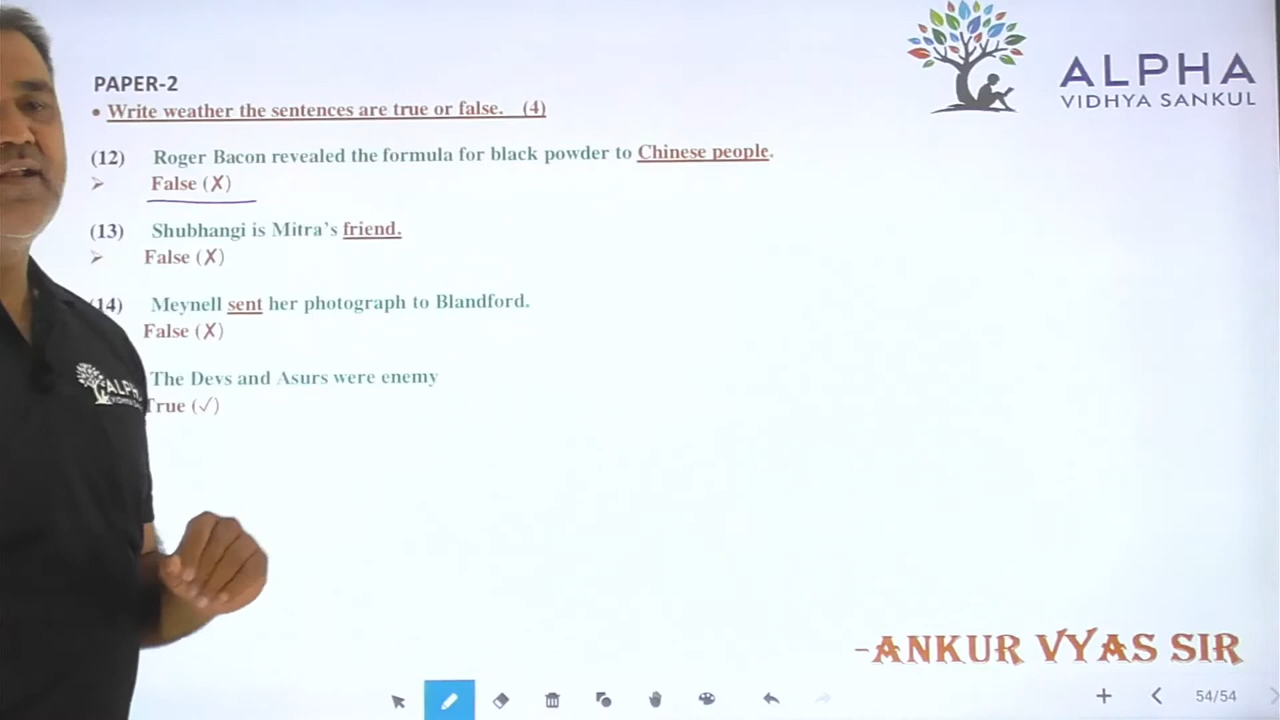 ALPHA
VIDHYA SANKUL
PAPER-2
• Write weather the sentences are true or false. (4)
(12) Roger Bacon revealed the formula for black powder to Chinese people.
➢ False (✗)
(13) Shubhangi is Mitra's friend.
➢ False (✗)
(14) Meynell sent her photograph to Blandford.
False (✗)
The Devs and Asurs were enemy
True (✓)
ALPH
-ANKUR VYAS SIR
54/54